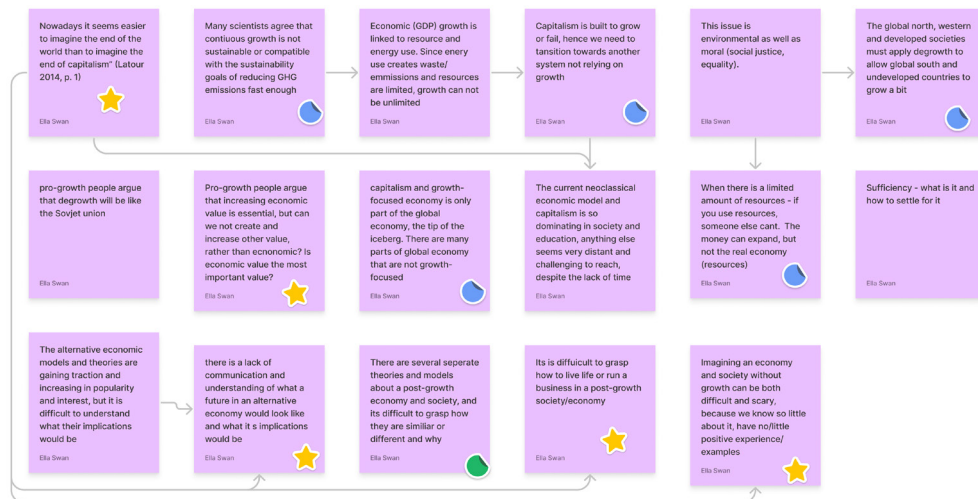 Nowadays it seems easier
to imagine the end of the
world than to imagine the
end of capitalism" (Latour
2014, p. 1)
Ella Swan
Many scientists agree that
contiuous growth is not
sustainable or compatible
with the sustainability
goals of reducing GHG
emissions fast enough
Ella Swan
Economic (GDP) growth is
linked to resource and
energy use. Since enery
use creates waste/
emmissions and resources
are limited, growth can not
be unlimited
Ella Swan
Capitalism is built to grow
or fail, hence we need to
tansition towards another
system not relying on
growth
Ella Swan
This issue is
environmental as well as
moral (social justice,
equality).
Ella Swan
The global north, western
and developed societies
must apply degrowth to
allow global south and
undeveloped countries to
grow a bit
Ella Swan
pro-growth people argue
that degrowth will be like
the Sovjet union
Ella Swan
Pro-growth people argue
that increasing economic
value is essential, but can
we not create and
increase other value,
rather than ecnonomic? Is
economic value the most
important value?
Ella Swan
capitalism and growth-
focused economy is only
part of the global
economy, the tip of the
iceberg. There are many
parts of global economy
that are not growth-
focused
Ella Swan
The current neoclassical
economic model and
capitalism is so
dominating in society and
education, anything else
seems very distant and
challenging to reach,
despite the lack of time
Ella Swan
When there is a limited
amount of resources - if
you use resources,
someone else cant. The
money can expand, but
not the real economy
(resources)
Ella Swan
Sufficiency - what is it and
how to settle for it
Ella Swan
The alternative economic
models and theories are
gaining traction and
increasing in popularity
and interest, but it is
difficult to understand
what their implications
would be
Ella Swan
there is a lack of
communication and
understanding of what a
future in an alternative
economy would look like
and what it s implications
would be
Ella Swan
There are several seperate
theories and models
about a post-growth
economy and society, and
its difficult to grasp how
they are similiar or
different and why
Ella Swan
Its is diffuicult to grasp
how to live life or run a
business in a post-growth
society/economy
Ella Swan
Imagining an economy
and society without
growth can be both
difficult and scary,
because we know so little
about it, have no/little
positive experience/
examples
Ella Swan